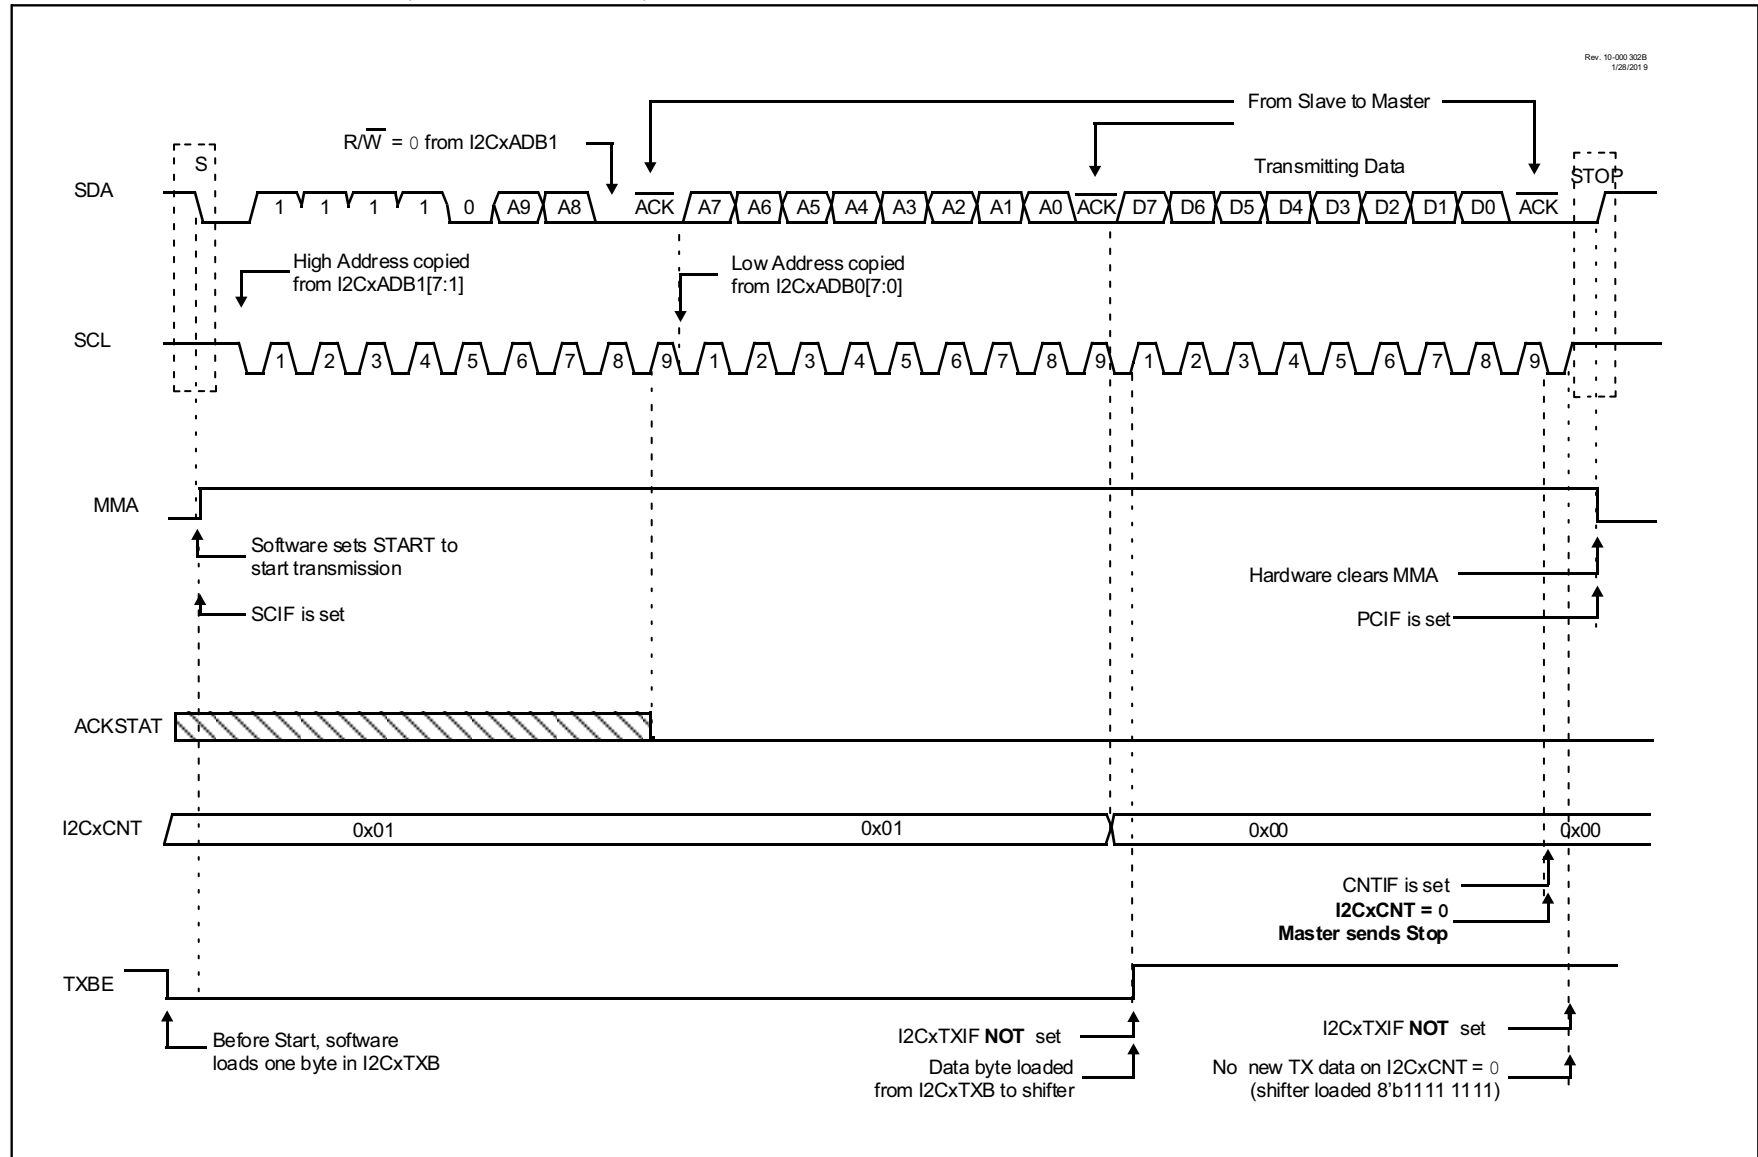 Rev. 10-000302B
1/28/2019
From Slave to Master
R/W = 0 from I2CxADB1
Transmitting Data
S
STOP
SDA
1 1 1 1 0 A9 A8 ACK A7 A6 A5 A4 A3 A2 A1 A0 ACK D7 D6 D5 D4 D3 D2 D1 D0 ACK
High Address copied
from I2CxADB1[7:1]
Low Address copied
from I2CxADB0[7:0]
SCL
1 2 3 4 5 6 7 8 9 1 2 3 4 5 6 7 8 9 1 2 3 4 5 6 7 8 9
MMA
Software sets START to
start transmission
SCIF is set
Hardware clears MMA
PCIF is set
ACKSTAT
I2CxCNT
0x01 0x01 0x00 0x00
CNTIF is set
I2CxCNT = 0
Master sends Stop
TXBE
Before Start, software
loads one byte in I2CxTXB
I2CxTXIF NOT set
Data byte loaded
from I2CxTXB to shifter
I2CxTXIF NOT set
No new TX data on I2CxCNT = 0
(shifter loaded 8'b1111 1111)